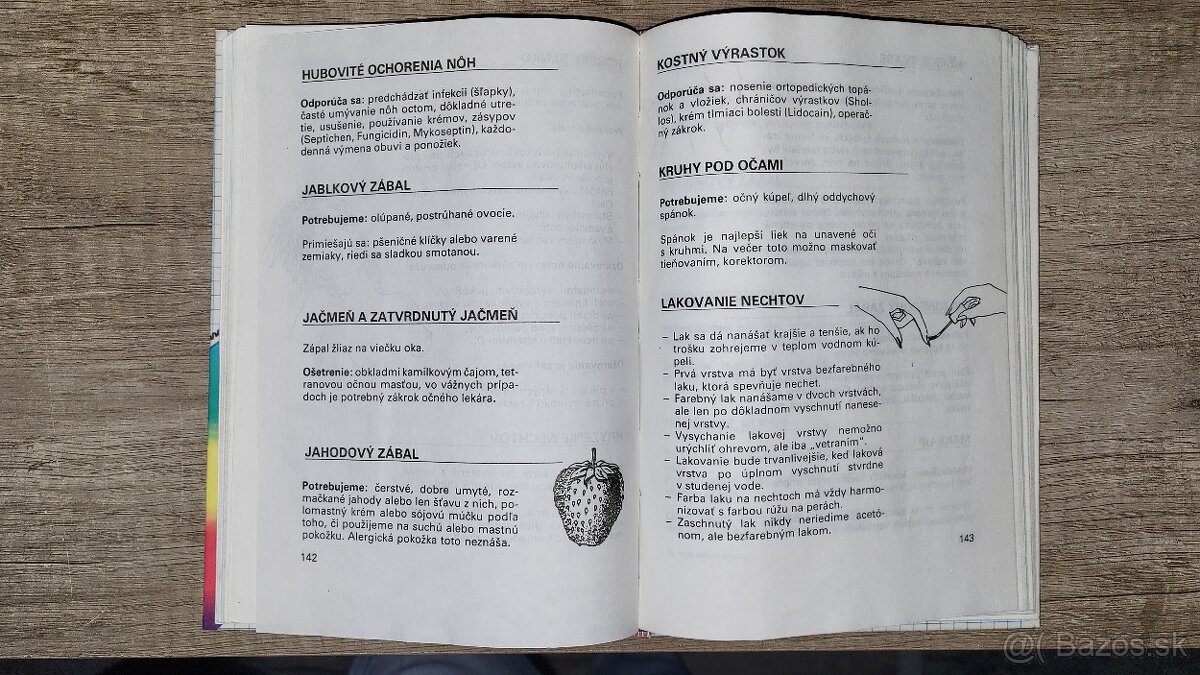 HUBOVITÉ OCHORENIA NÔH
Odporúča sa: predchádzať infekcii (šľapky),
časté umývanie nôh octom, dôkladné utre-
tie, usušenie, používanie krémov, zásypov
(Septichen, Fungicidin, Mykoseptin), každo-
denná výmena obuvi a ponožiek.
JABLKOVÝ ZÁBAL
Potrebujeme: olúpané, postrúhané ovocie.
Primiešajú sa: pšeničné klíčky alebo varené
zemiaky, riedi sa sladkou smotanou.
JAČMEŇ A ZATVRDNUTÝ JAČMEŇ
Zápal žliaz na viečku oka.
Ošetrenie: obkladmi kamilkovým čajom, tet-
ranovou očnou masťou, vo vážnych prípa-
doch je potrebný zákrok očného lekára.
JAHODOVÝ ZÁBAL
Potrebujeme: čerstvé, dobre umyté, roz-
mačkané jahody alebo len šťavu z nich, po-
lomastný krém alebo sójovú múčku podľa
toho, či použijeme na suchú alebo mastnú
pokožku. Alergická pokožka toto neznáša.
142
KOSTNÝ VÝRASTOK
Odporúča sa: nosenie ortopedických topá-
nok a vložiek, chráničov výrastkov (Shol-
los), krém tlmiaci bolesti (Lidocain), operač-
ný zákrok.
KRUHY POD OČAMI
Potrebujeme: očný kúpeľ, dlhý oddychový
spánok.
Spánok je najlepší liek na unavené oči
s kruhmi. Na večer toto možno maskovať
tieňovaním, korektorom.
LAKOVANIE NECHTOV
– Lak sa dá nanášať krajšie a tenšie, ak ho
trošku zohrejeme v teplom vodnom kú-
peli.
– Prvá vrstva má byť vrstva bezfarebného
laku, ktorá spevňuje nechet.
– Farebný lak nanášame v dvoch vrstvách,
ale len po dôkladnom vyschnutí nanese-
nej vrstvy.
– Vysychanie lakovej vrstvy nemožno
urýchliť ohrevom, ale iba „vetraním“.
– Lakovanie bude trvanlivejšie, keď laková
vrstva po úplnom vyschnutí stvrdne
v studenej vode.
– Farba laku na nechtoch má vždy harmo-
nizovať s farbou rúžu na perách.
– Zaschnutý lak nikdy neriedime acetó-
nom, ale bezfarebným lakom.
143
@( Bazos.sk